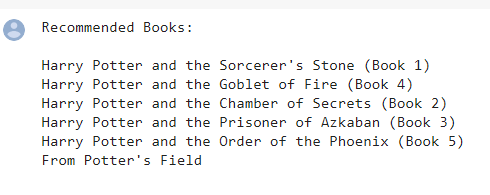 Recommended Books:
Harry Potter and the Sorcerer's Stone (Book 1)
Harry Potter and the Goblet of Fire (Book 4)
Harry Potter and the Chamber of Secrets (Book 2)
Harry Potter and the Prisoner of Azkaban (Book 3)
Harry Potter and the Order of the Phoenix (Book 5)
From Potter's Field